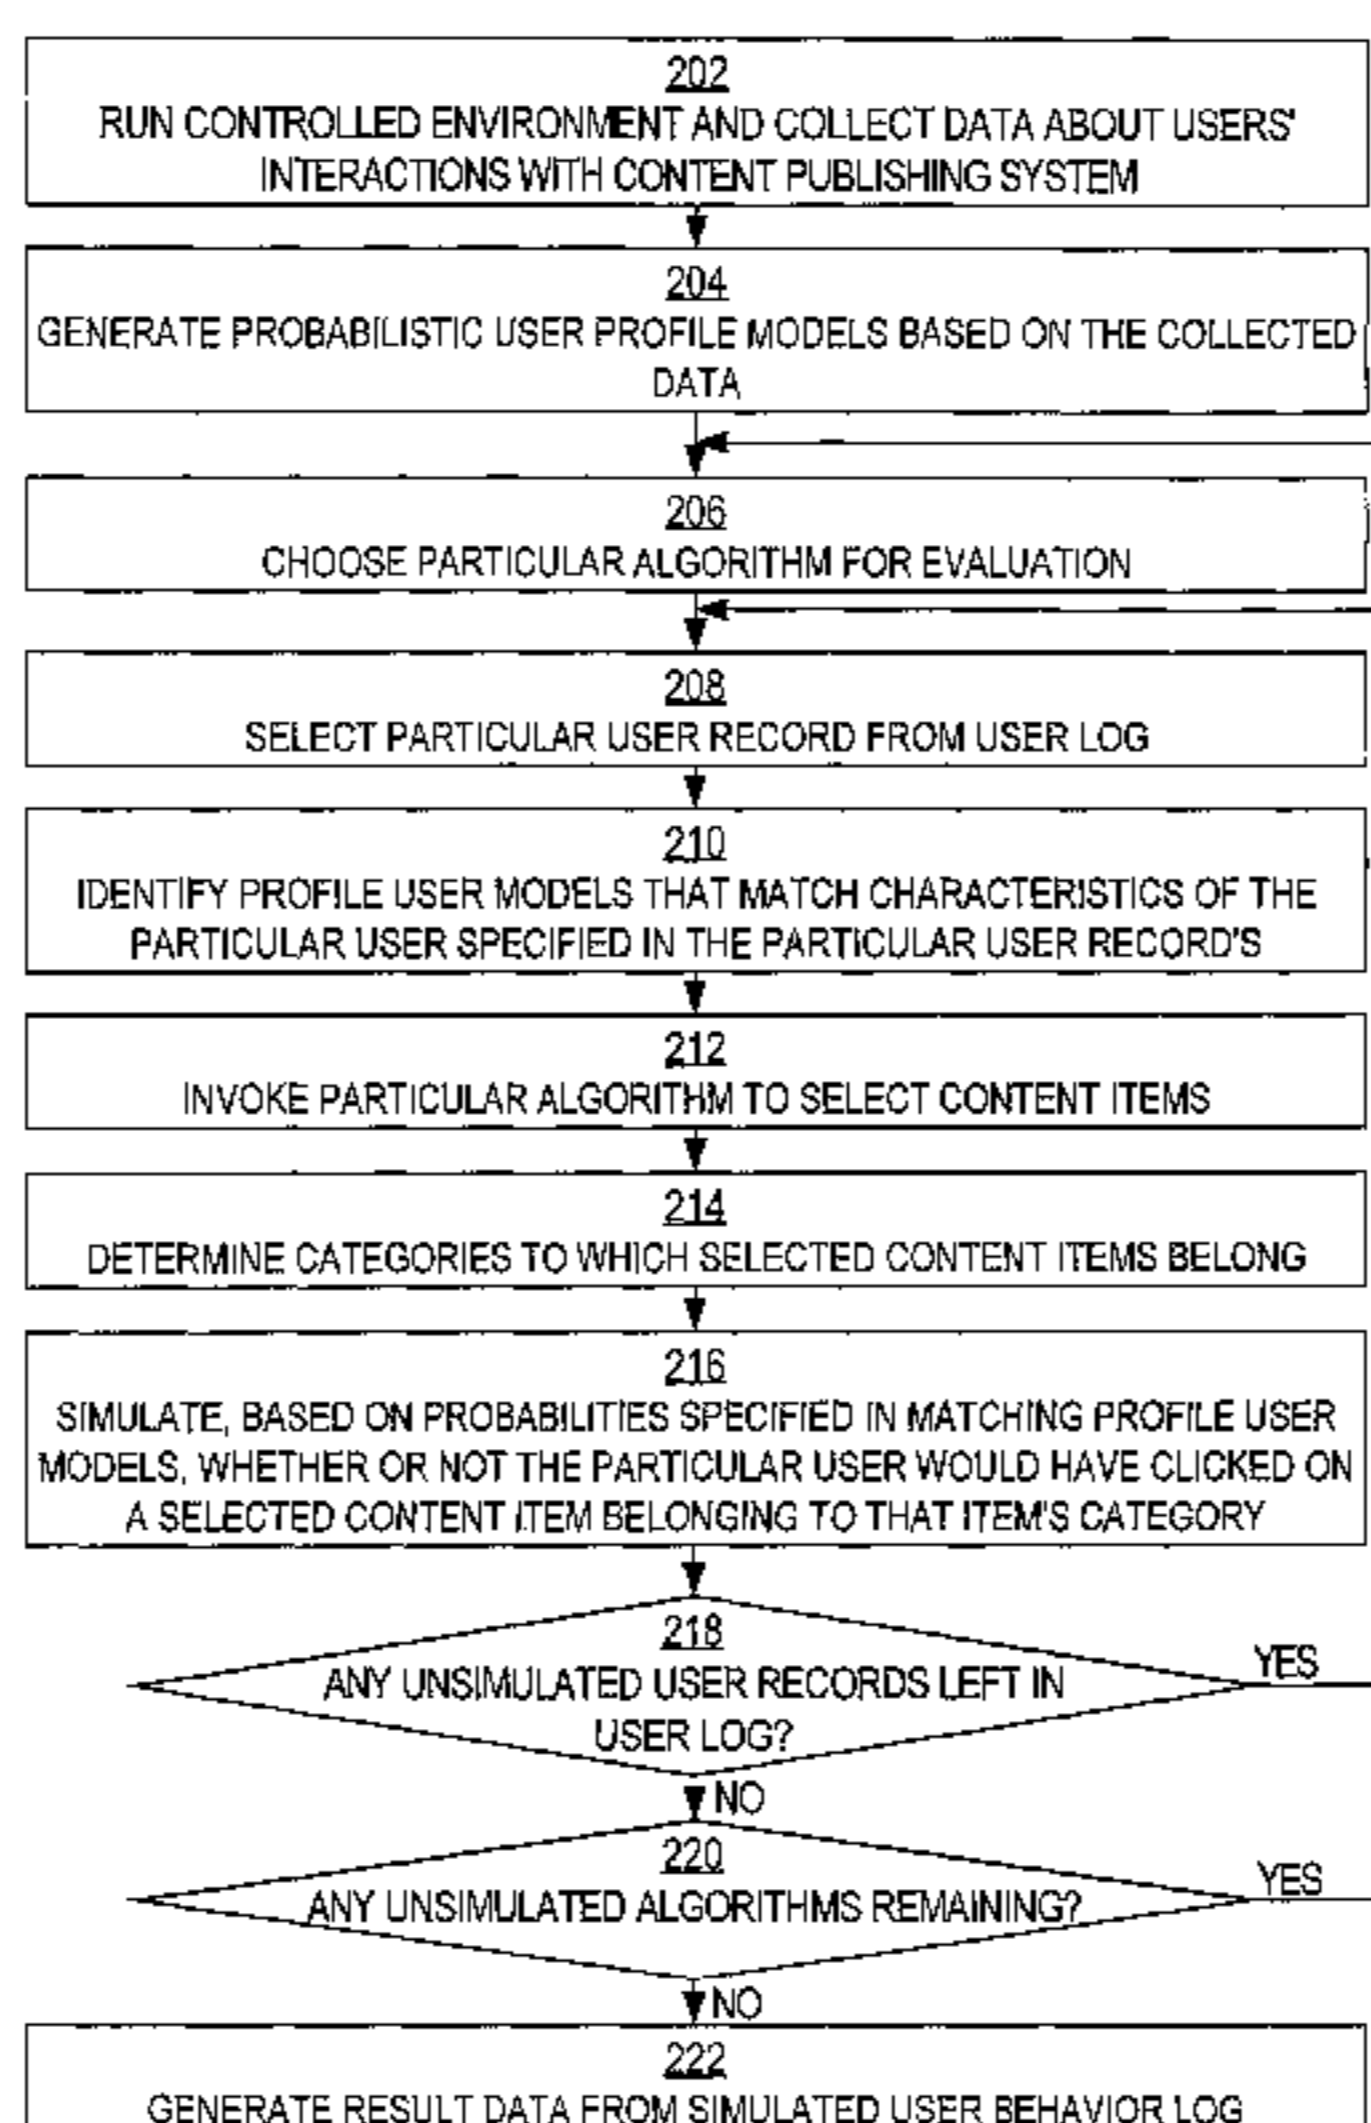 202
RUN CONTROLLED ENVIRONMENT AND COLLECT DATA ABOUT USERS'
INTERACTIONS WITH CONTENT PUBLISHING SYSTEM
204
GENERATE PROBABILISTIC USER PROFILE MODELS BASED ON THE COLLECTED
DATA
206
CHOOSE PARTICULAR ALGORITHM FOR EVALUATION
208
SELECT PARTICULAR USER RECORD FROM USER LOG
210
IDENTIFY PROFILE USER MODELS THAT MATCH CHARACTERISTICS OF THE
PARTICULAR USER SPECIFIED IN THE PARTICULAR USER RECORD'S
212
INVOKE PARTICULAR ALGORITHM TO SELECT CONTENT ITEMS
214
DETERMINE CATEGORIES TO WHICH SELECTED CONTENT ITEMS BELONG
216
SIMULATE, BASED ON PROBABILITIES SPECIFIED IN MATCHING PROFILE USER
MODELS, WHETHER OR NOT THE PARTICULAR USER WOULD HAVE CLICKED ON
A SELECTED CONTENT ITEM BELONGING TO THAT ITEM'S CATEGORY
218
ANY UNSIMULATED USER RECORDS LEFT IN
USER LOG?
YES
NO
220
ANY UNSIMULATED ALGORITHMS REMAINING?
YES
NO
222
GENERATE RESULT DATA FROM SIMULATED USER BEHAVIOR LOG